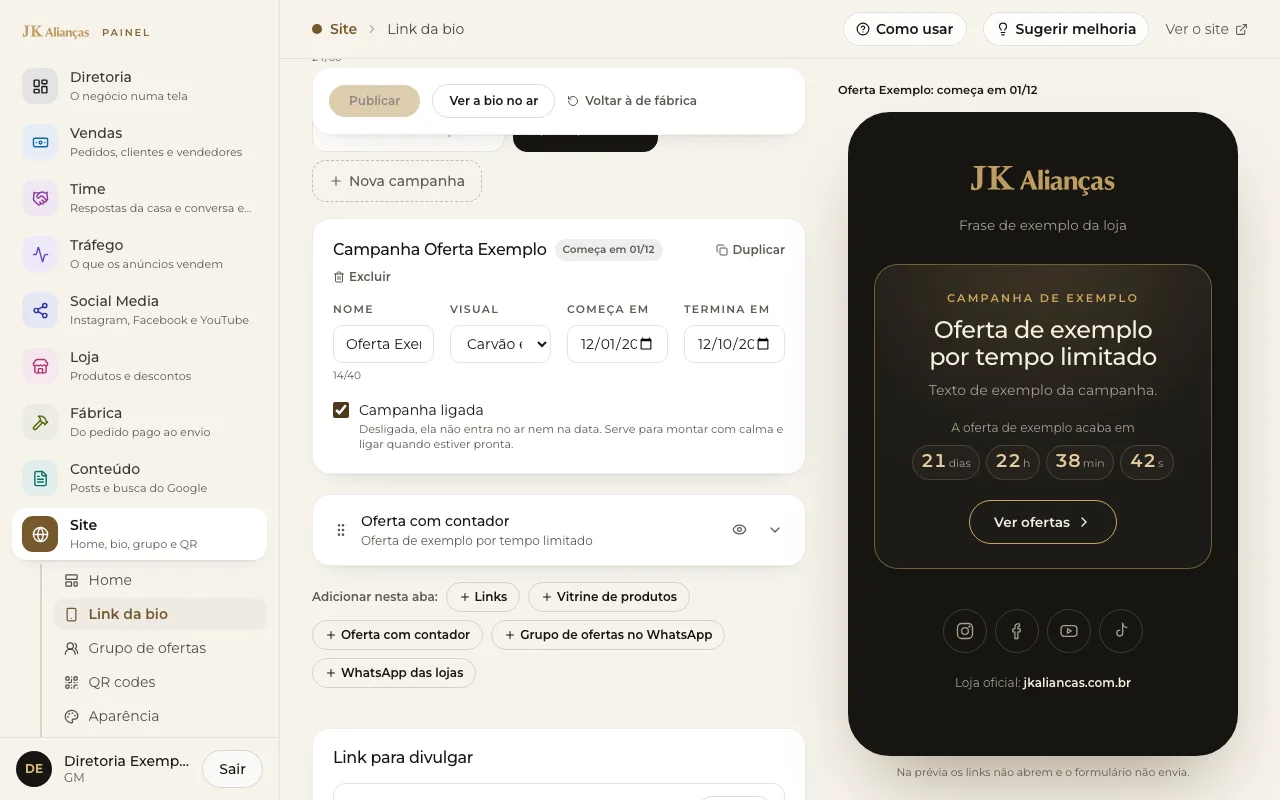 JK Alianças PAINEL
Diretoria
O negócio numa tela
Vendas
Pedidos, clientes e vendedores
Time
Respostas da casa e conversa e...
Tráfego
O que os anúncios vendem
Social Media
Instagram, Facebook e YouTube
Loja
Produtos e descontos
Fábrica
Do pedido pago ao envio
Conteúdo
Posts e busca do Google
Site
Home, bio, grupo e QR
Home
Link da bio
Grupo de ofertas
QR codes
Aparência
DE
Diretoria Exemp...
GM
Sair
Site
Link da bio
Como usar
Sugerir melhoria
Ver o site
Publicar
Ver a bio no ar
Voltar à de fábrica
+ Nova campanha
Campanha Oferta Exemplo
Começa em 01/12
Duplicar
Excluir
NOME
VISUAL
COMEÇA EM
TERMINA EM
Oferta Exer
Carvão e
12/01/20
12/10/20
14/40
Campanha ligada
Desligada, ela não entra no ar nem na data. Serve para montar com calma e
ligar quando estiver pronta.
Oferta com contador
Oferta de exemplo por tempo limitado
Adicionar nesta aba:
+ Links
+ Vitrine de produtos
+ Oferta com contador
+ Grupo de ofertas no WhatsApp
+ WhatsApp das lojas
Link para divulgar
Oferta Exemplo: começa em 01/12
JK Alianças
Frase de exemplo da loja
CAMPANHA DE EXEMPLO
Oferta de exemplo
por tempo limitado
Texto de exemplo da campanha.
A oferta de exemplo acaba em
21 dias 22 h 38 min 42 s
Ver ofertas
Loja oficial: jkaliancas.com.br
Na prévia os links não abrem e o formulário não envia.